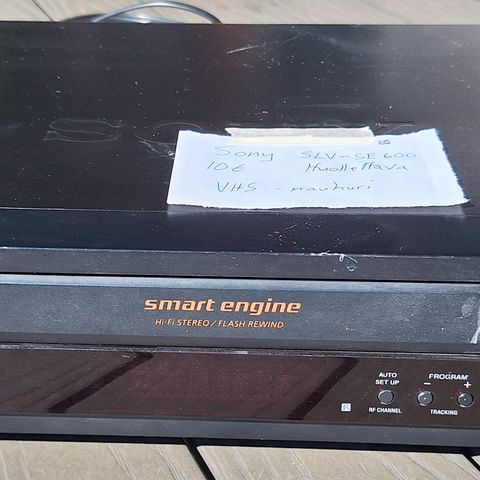 SONY
Sony SLV-SE600
10€ Huollettava
VHS - nauhuri
smart engine
HI-FI STEREO / FLASH REWIND
AUTO
SET UP
RF CHANNEL
PROGRAM
- +
TRACKING